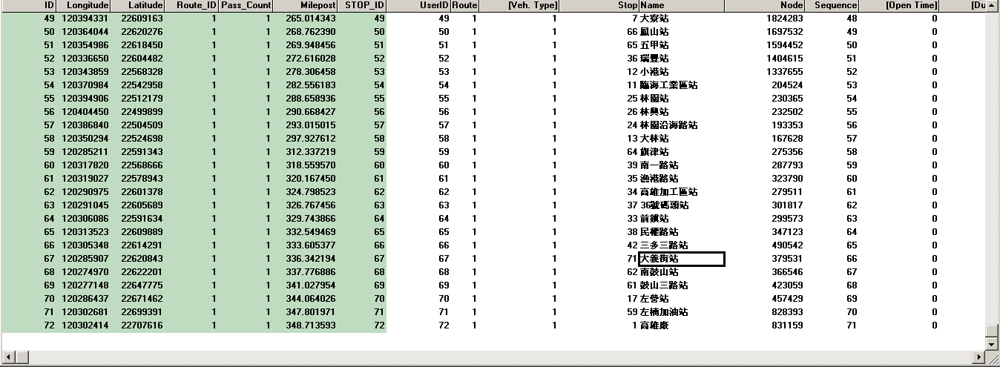 ID Longitude Latitude Route_ID Pass_Count Milepost STOP_ID UserID Route [Veh. Type] Stop Name Node Sequence [Open Time] [Du
49 120394331 22609163 1 1 265.014343 49 49 1 1 7 大寮站 1824283 48 0
50 120364044 22620276 1 1 268.762390 50 50 1 1 66 鳳山站 1697532 49 0
51 120354986 22618450 1 1 269.948456 51 51 1 1 65 五甲站 1594452 50 0
52 120336650 22604482 1 1 272.616028 52 52 1 1 36 瑞豐站 1404615 51 0
53 120343859 22568328 1 1 278.306458 53 53 1 1 12 小港站 1337655 52 0
54 120370984 22542958 1 1 282.556183 54 54 1 1 11 臨海工業區站 204524 53 0
55 120394906 22512179 1 1 288.658936 55 55 1 1 25 林園站 230365 54 0
56 120404450 22499899 1 1 290.668427 56 56 1 1 26 林興站 232502 55 0
57 120386840 22504509 1 1 293.015015 57 57 1 1 24 林園沿海路站 193353 56 0
58 120350294 22524698 1 1 297.927612 58 58 1 1 13 大林站 167628 57 0
59 120285211 22591343 1 1 312.337219 59 59 1 1 64 旗津站 275356 58 0
60 120317820 22568666 1 1 318.559570 60 60 1 1 39 南一路站 287793 59 0
61 120319027 22578943 1 1 320.167450 61 61 1 1 35 漁港路站 323790 60 0
62 120290975 22601378 1 1 324.798523 62 62 1 1 34 高雄加工區站 279511 61 0
63 120291045 22605689 1 1 326.767456 63 63 1 1 37 36號碼頭站 301817 62 0
64 120306086 22591634 1 1 329.743866 64 64 1 1 33 前鎮站 299573 63 0
65 120313523 22609889 1 1 332.549469 65 65 1 1 38 民權路站 347123 64 0
66 120305348 22614291 1 1 333.605377 66 66 1 1 42 三多三路站 490542 65 0
67 120285907 22620843 1 1 336.342194 67 67 1 1 71 大義街站 379531 66 0
68 120274970 22622201 1 1 337.776886 68 68 1 1 62 南鼓山站 366546 67 0
69 120277148 22647775 1 1 341.027954 69 69 1 1 61 鼓山三路站 423059 68 0
70 120286437 22671462 1 1 344.064026 70 70 1 1 17 左營站 457429 69 0
71 120302681 22699391 1 1 347.801971 71 71 1 1 59 左楠加油站 828393 70 0
72 120302414 22707616 1 1 348.713593 72 72 1 1 1 高雄廠 831159 71 0